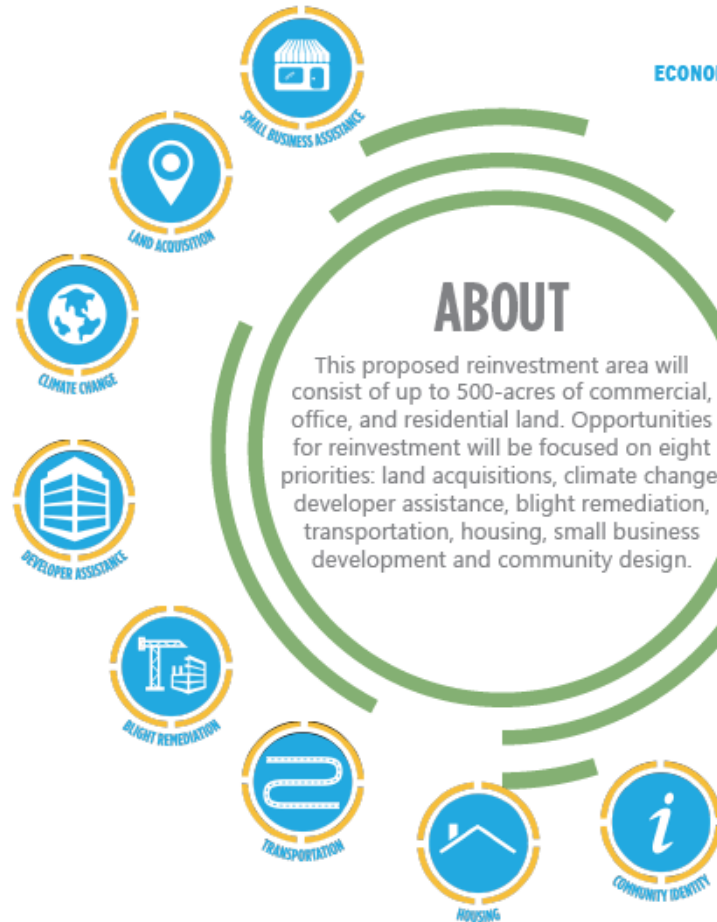 ECONO
SMALL BUSINESS ASSISTANCE
LAND ACQUISITION
CLIMATE CHANGE
DEVELOPER ASSISTANCE
BLIGHT REMEDIATION
TRANSPORTATION
HOUSING
COMMUNITY IDENTITY
i
ABOUT
This proposed reinvestment area will
consist of up to 500-acres of commercial,
office, and residential land. Opportunities
for reinvestment will be focused on eight
priorities: land acquisitions, climate change
developer assistance, blight remediation,
transportation, housing, small business
development and community design.